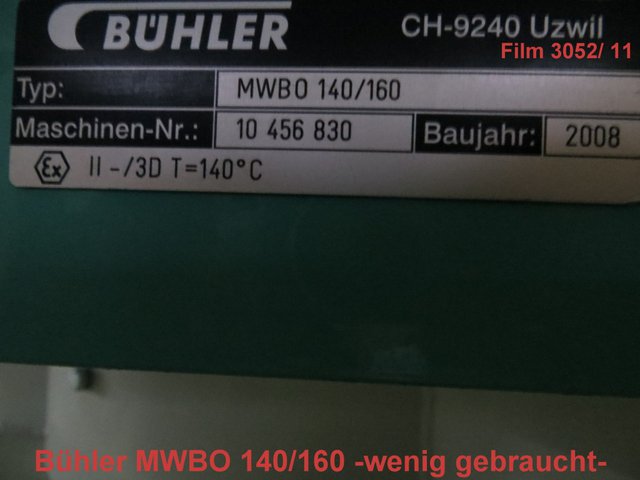 BÜHLER
CH-9240 Uzwil
Film 3052/ 11
Typ: MWBO 140/160
Maschinen-Nr.: 10 456 830 Baujahr: 2008
Ex II -/3D T=140°C
Bühler MWBO 140/160 -wenig gebraucht-